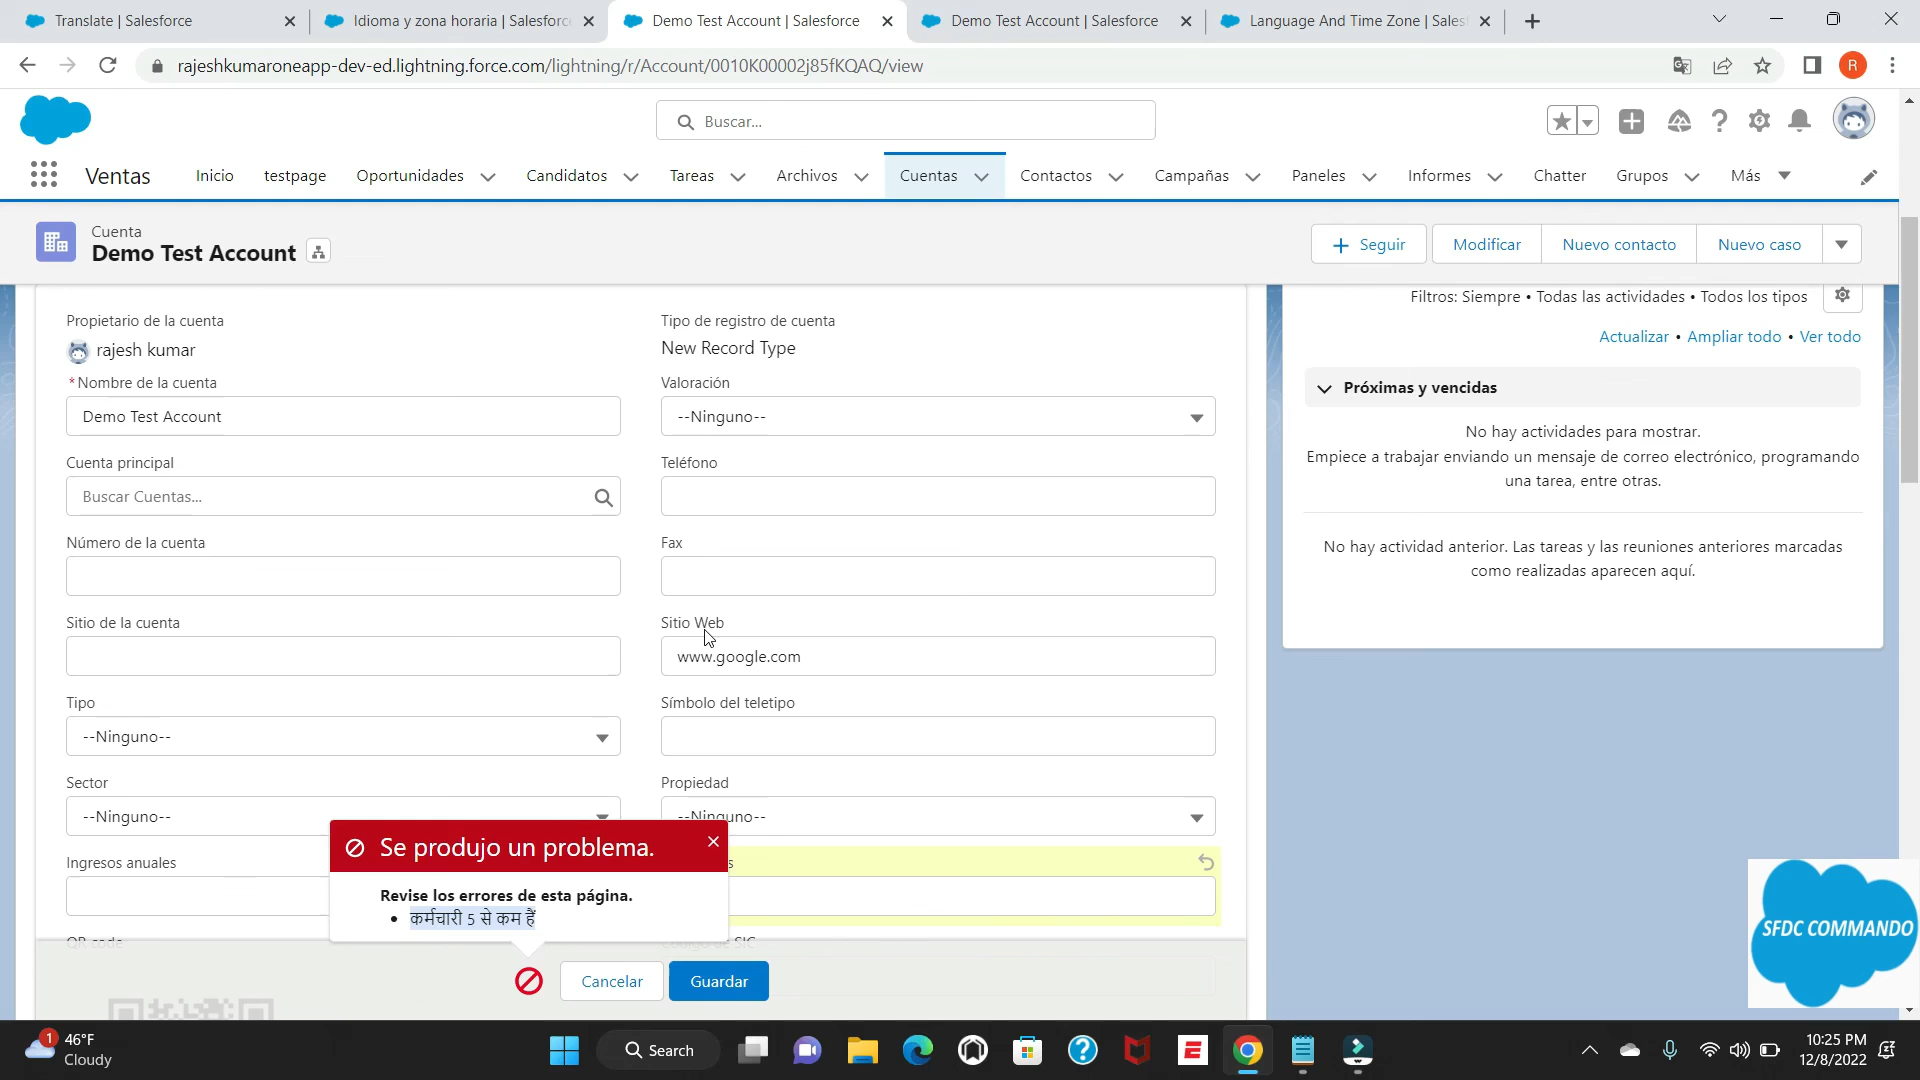 Translate | Salesforce
Idioma y zona horaria | Salesforc
Demo Test Account | Salesforce
Demo Test Account | Salesforce
Language And Time Zone | Sales
rajeshkumaroneapp-dev-ed.lightning.force.com/lightning/r/Account/0010K00002j85fKQAQ/view
R
Buscar...
Ventas
Inicio
testpage
Oportunidades
Candidatos
Tareas
Archivos
Cuentas
Contactos
Campañas
Paneles
Informes
Chatter
Grupos
Más
Cuenta
Demo Test Account
Seguir
Modificar
Nuevo contacto
Nuevo caso
Propietario de la cuenta
rajesh kumar
Tipo de registro de cuenta
New Record Type
*Nombre de la cuenta
Demo Test Account
Valoración
--Ninguno--
Cuenta principal
Buscar Cuentas...
Teléfono
Número de la cuenta
Fax
Sitio de la cuenta
Sitio Web
www.google.com
Tipo
--Ninguno--
Símbolo del teletipo
Sector
--Ninguno--
Propiedad
--Ninguno--
Ingresos anuales
Se produjo un problema.
Revise los errores de esta página.
कर्मचारी 5 से कम हैं
QR code
Código de SIC
Cancelar
Guardar
Filtros: Siempre • Todas las actividades • Todos los tipos
Actualizar • Ampliar todo • Ver todo
Próximas y vencidas
No hay actividades para mostrar.
Empiece a trabajar enviando un mensaje de correo electrónico, programando
una tarea, entre otras.
No hay actividad anterior. Las tareas y las reuniones anteriores marcadas
como realizadas aparecen aquí.
SFDC COMMANDO
1
46°F
Cloudy
Search
10:25 PM
12/8/2022